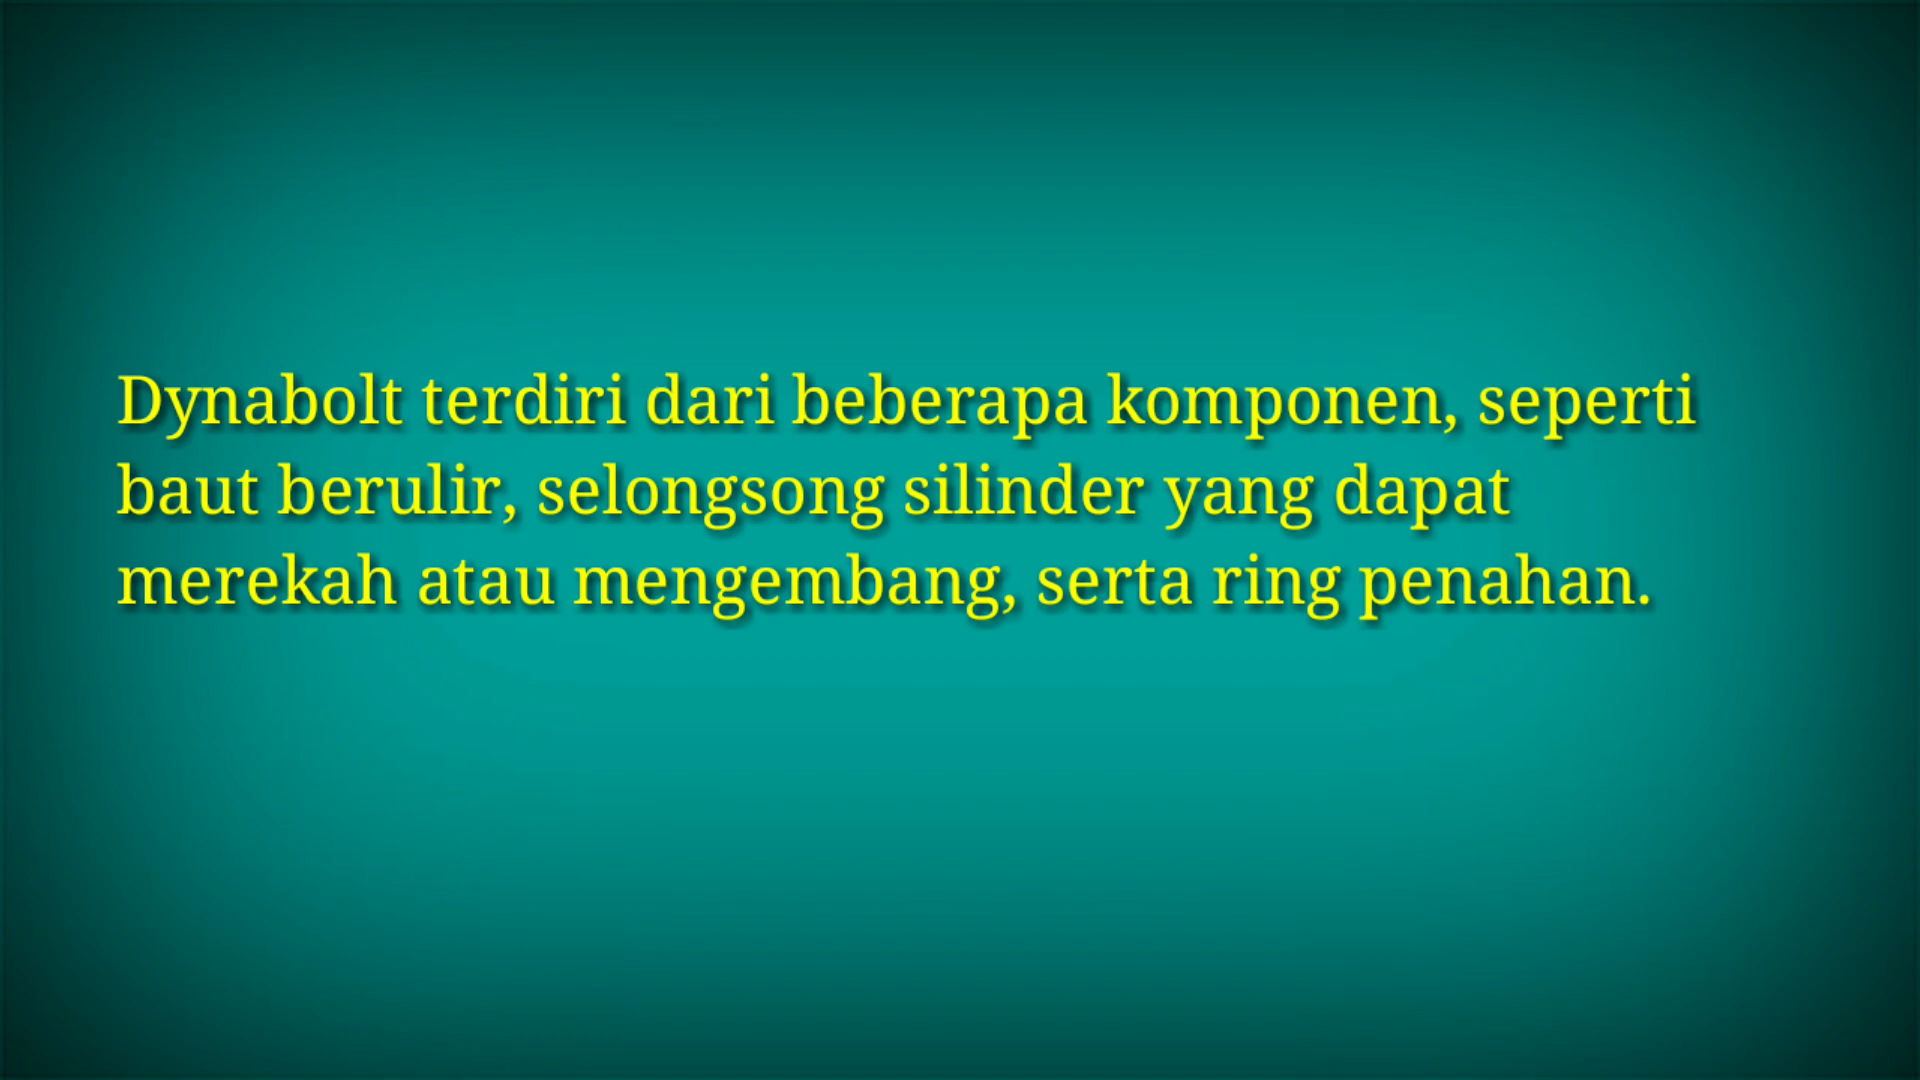 Dynabolt terdiri dari beberapa komponen, seperti
baut berulir, selongsong silinder yang dapat
merekah atau mengembang, serta ring penahan.